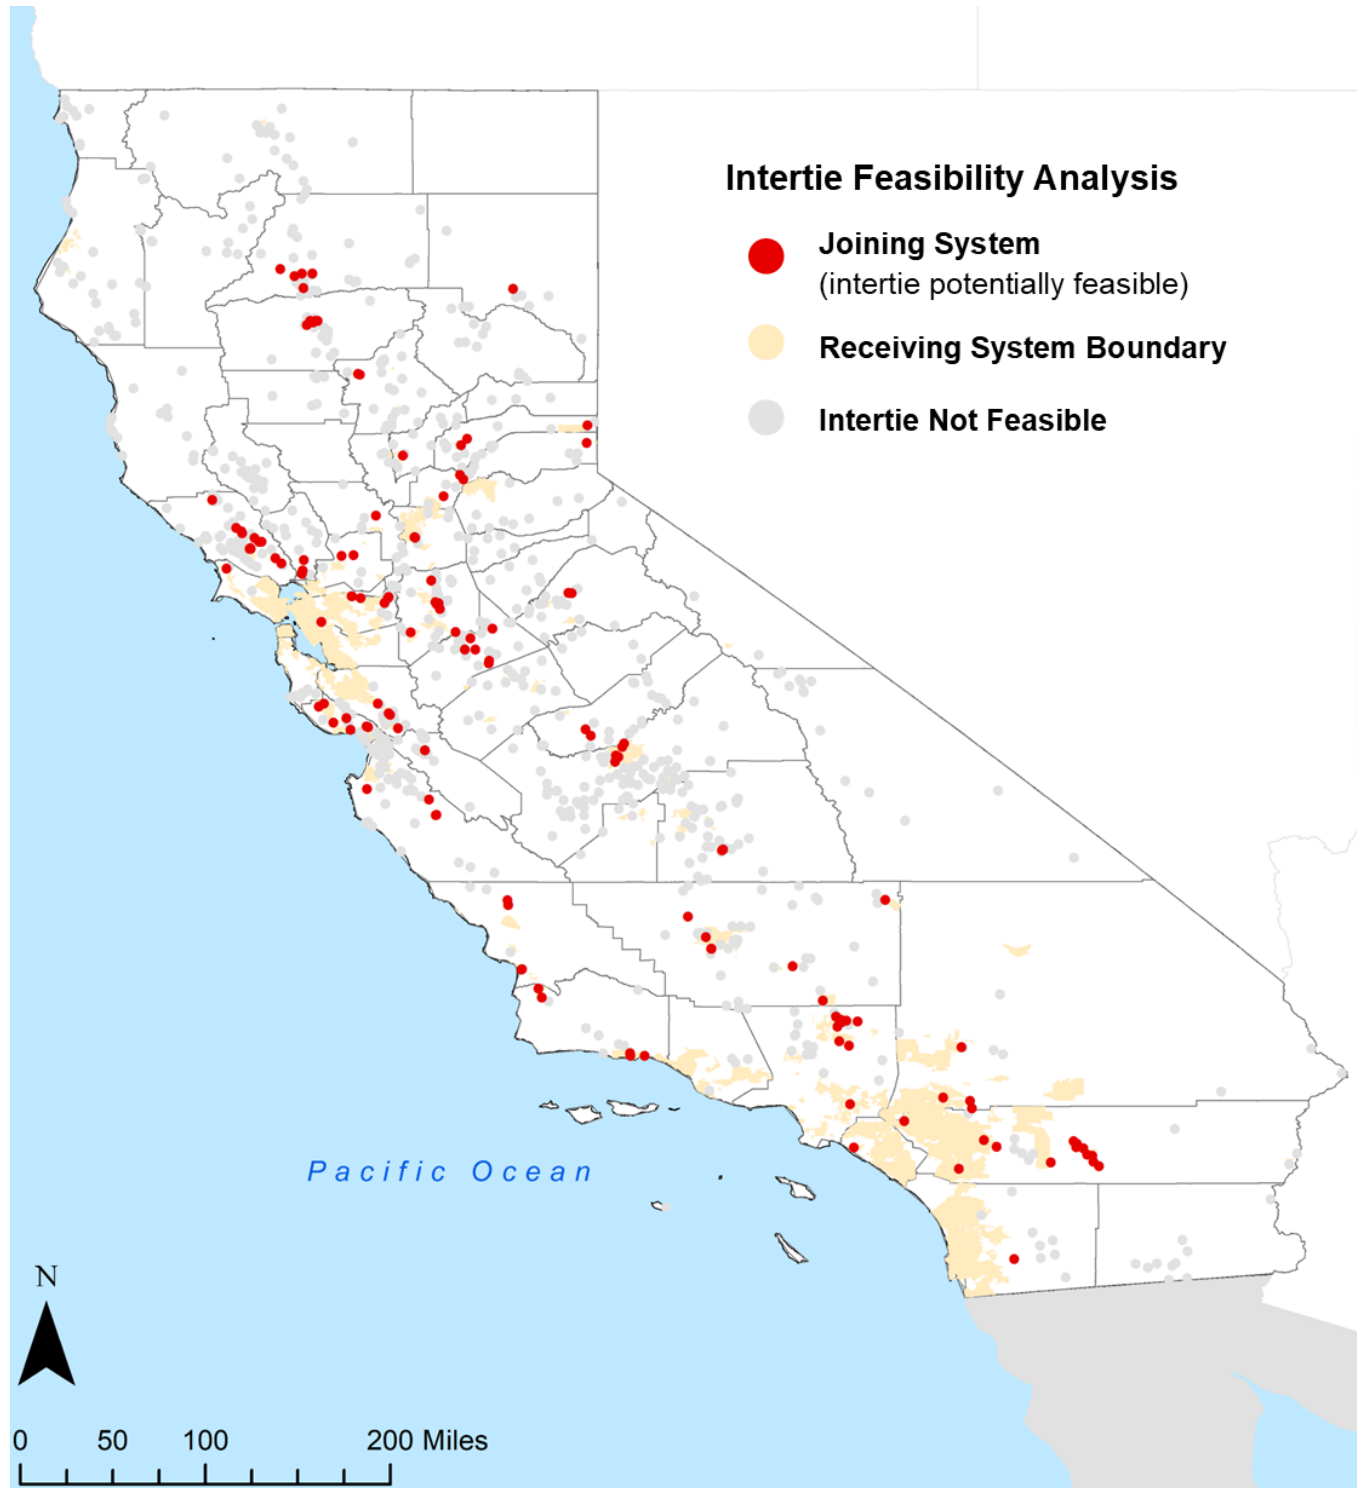 Intertie Feasibility Analysis
Joining System
(intertie potentially feasible)
Receiving System Boundary
Intertie Not Feasible
Pacific Ocean
N
0 50 100 200 Miles